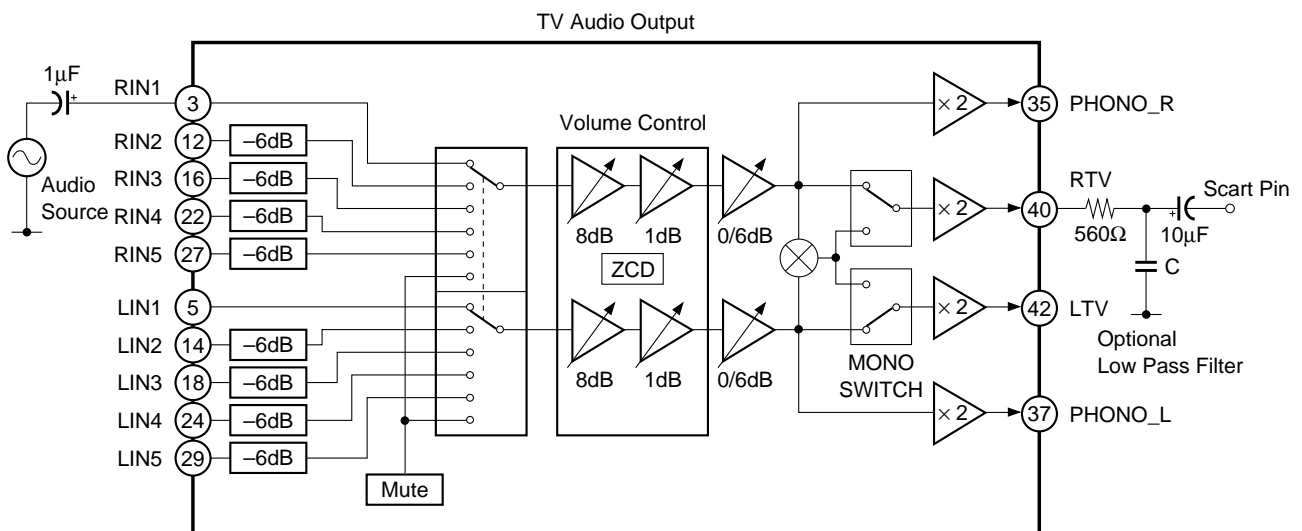 TV Audio Output
1µF
+
RIN1
3
RIN2
12
–6dB
RIN3
16
–6dB
RIN4
22
–6dB
RIN5
27
–6dB
Audio
Source
LIN1
5
LIN2
14
–6dB
LIN3
18
–6dB
LIN4
24
–6dB
LIN5
29
–6dB
Mute
Volume Control
8dB
1dB
0/6dB
ZCD
8dB
1dB
0/6dB
MONO
SWITCH
× 2
35
PHONO_R
× 2
40
RTV
560Ω
+
10µF
Scart Pin
C
× 2
42
LTV
Optional
Low Pass Filter
× 2
37
PHONO_L